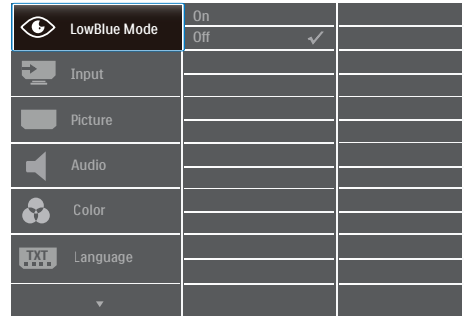 LowBlue Mode
On
Off
Input
Picture
Audio
Color
TXT
Language